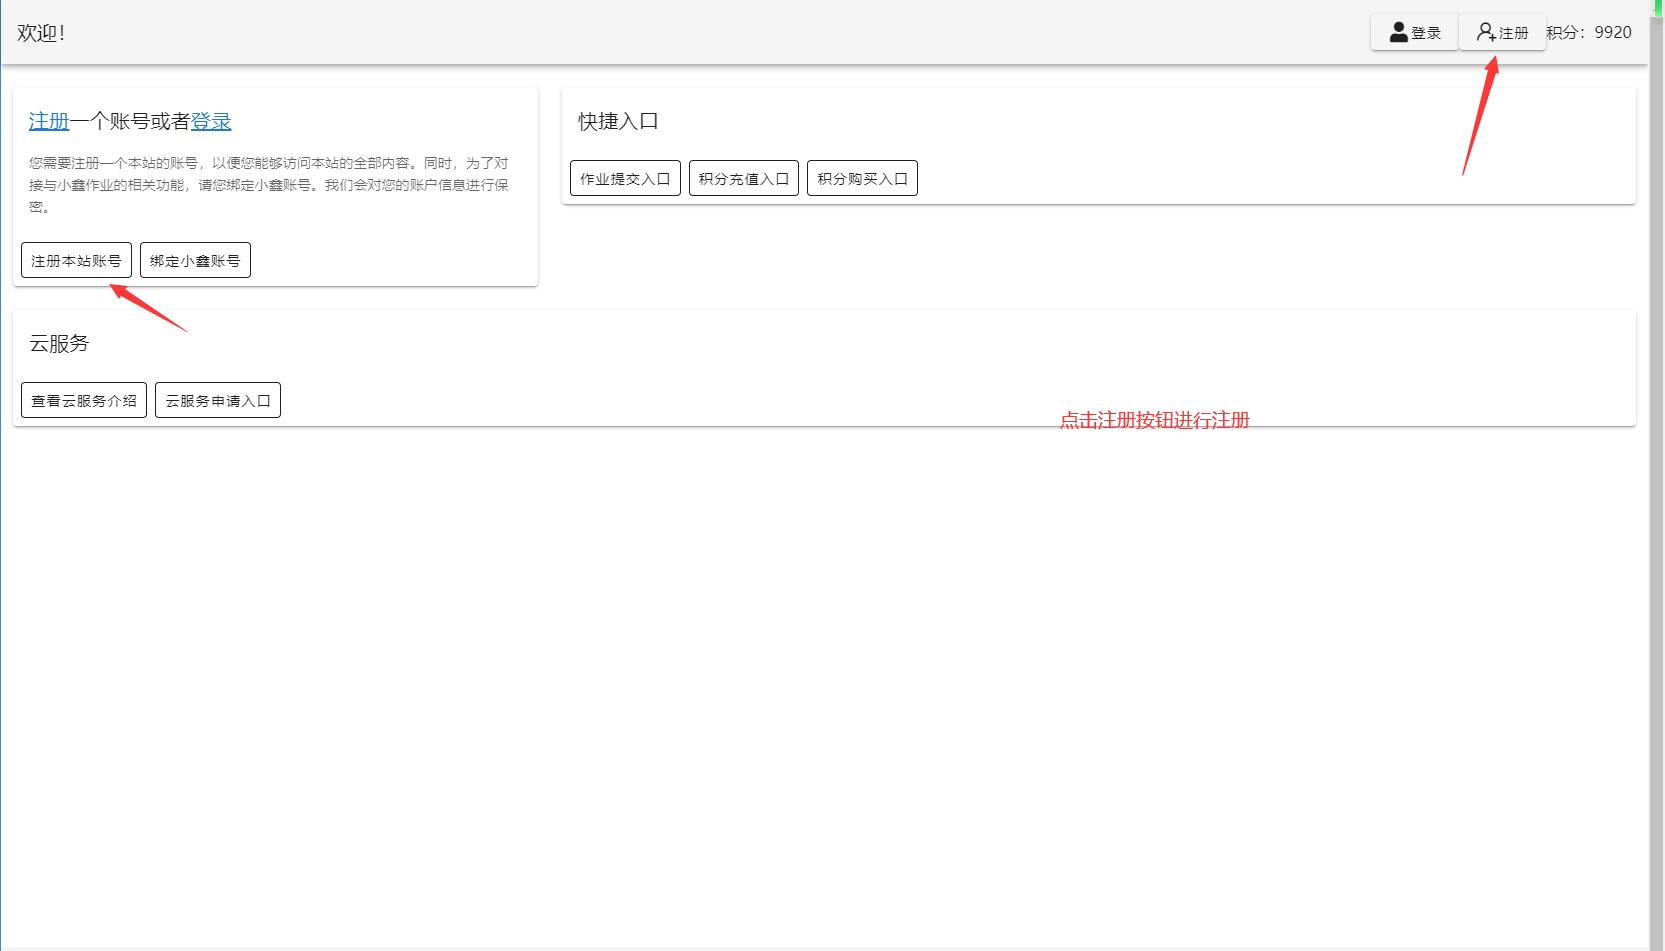 欢迎！
登录
注册
积分：9920
注册一个账号或者登录
您需要注册一个本站的账号，以便您能够访问本站的全部内容。同时，为了对
接与小鑫作业的相关功能，请您绑定小鑫账号。我们会对您的账户信息进行保
密。
注册本站账号
绑定小鑫账号
快捷入口
作业提交入口
积分充值入口
积分购买入口
云服务
查看云服务介绍
云服务申请入口
点击注册按钮进行注册